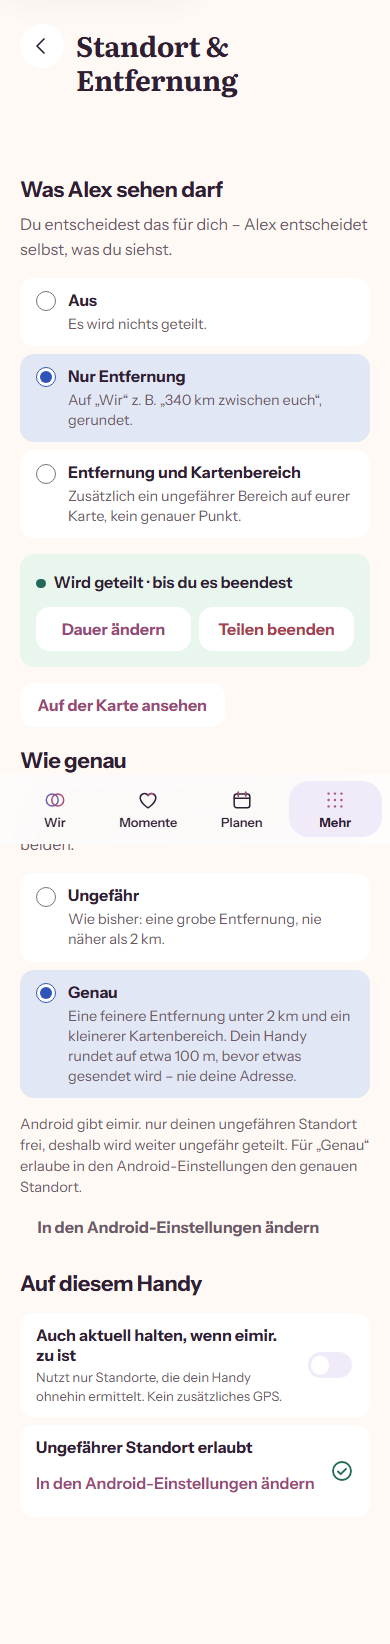 Standort &
Entfernung
Was Alex sehen darf
Du entscheidest das für dich – Alex entscheidet
selbst, was du siehst.
Aus
Es wird nichts geteilt.
Nur Entfernung
Auf „Wir“ z. B. „340 km zwischen euch“,
gerundet.
Entfernung und Kartenbereich
Zusätzlich ein ungefährer Bereich auf eurer
Karte, kein genauer Punkt.
Wird geteilt · bis du es beendest
Dauer ändern
Teilen beenden
Auf der Karte ansehen
Wie genau
Wir
Momente
Planen
Mehr
beiden.
Ungefähr
Wie bisher: eine grobe Entfernung, nie
näher als 2 km.
Genau
Eine feinere Entfernung unter 2 km und ein
kleinerer Kartenbereich. Dein Handy
rundet auf etwa 100 m, bevor etwas
gesendet wird – nie deine Adresse.
Android gibt eimir. nur deinen ungefähren Standort
frei, deshalb wird weiter ungefähr geteilt. Für „Genau“
erlaube in den Android-Einstellungen den genauen
Standort.
In den Android-Einstellungen ändern
Auf diesem Handy
Auch aktuell halten, wenn eimir.
zu ist
Nutzt nur Standorte, die dein Handy
ohnehin ermittelt. Kein zusätzliches GPS.
Ungefährer Standort erlaubt
In den Android-Einstellungen ändern